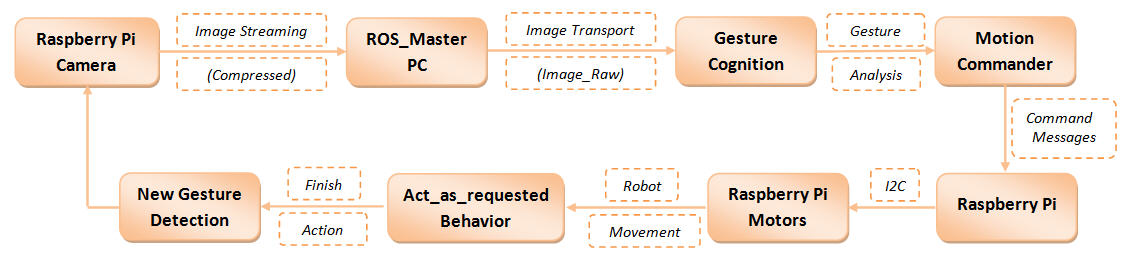 Raspberry Pi
Camera
Image Streaming
(Compressed)
ROS_Master
PC
Image Transport
(Image_Raw)
Gesture
Cognition
Gesture
Analysis
Motion
Commander
Command
Messages
Raspberry Pi
I2C
Raspberry Pi
Motors
Robot
Movement
Act_as_requested
Behavior
Finish
Action
New Gesture
Detection